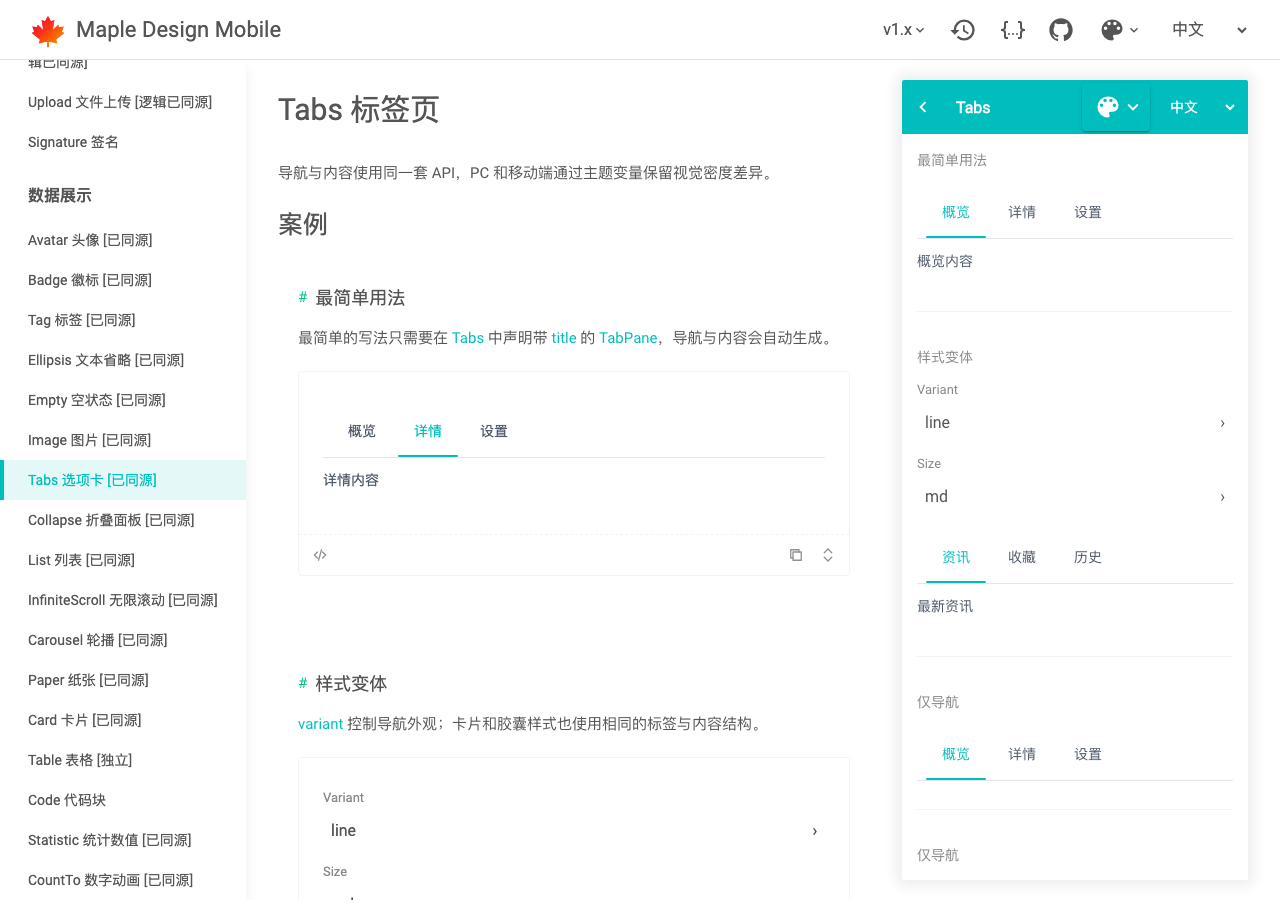 Maple Design Mobile
v1.x
{..}
中文
辑已同源]
Upload 文件上传 [逻辑已同源]
Signature 签名
数据展示
Avatar 头像 [已同源]
Badge 徽标 [已同源]
Tag 标签 [已同源]
Ellipsis 文本省略 [已同源]
Empty 空状态 [已同源]
Image 图片 [已同源]
Tabs 选项卡 [已同源]
Collapse 折叠面板 [已同源]
List 列表 [已同源]
InfiniteScroll 无限滚动 [已同源]
Carousel 轮播 [已同源]
Paper 纸张 [已同源]
Card 卡片 [已同源]
Table 表格 [独立]
Code 代码块
Statistic 统计数值 [已同源]
CountTo 数字动画 [已同源]
Tabs 标签页
导航与内容使用同一套 API，PC 和移动端通过主题变量保留视觉密度差异。
案例
# 最简单用法
最简单的写法只需要在 Tabs 中声明带 title 的 TabPane，导航与内容会自动生成。
概览 详情 设置
详情内容
# 样式变体
variant 控制导航外观；卡片和胶囊样式也使用相同的标签与内容结构。
Variant
line ›
Size
Tabs
中文
最简单用法
概览 详情 设置
概览内容
样式变体
Variant
line ›
Size
md ›
资讯 收藏 历史
最新资讯
仅导航
概览 详情 设置
仅导航